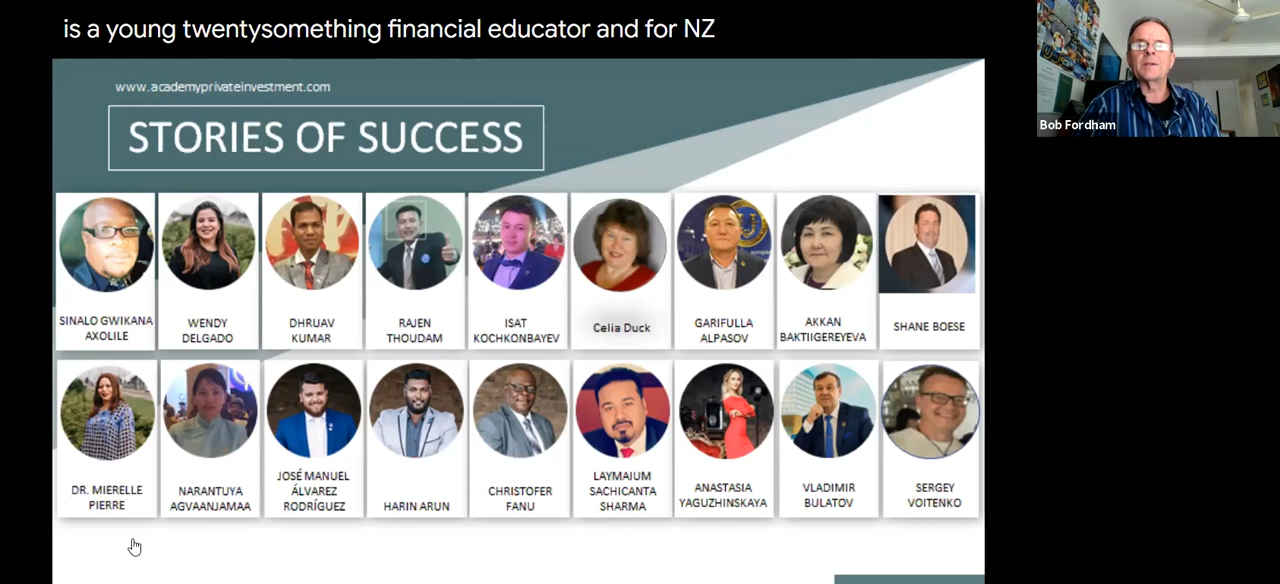 is a young twentysomething financial educator and for NZ
www.academyprivateinvestment.com
STORIES OF SUCCESS
Bob Fordham
SINALO GWIKANA
AXOLILE
WENDY
DELGADO
DHRUAV
KUMAR
RAJEN
THOUDAM
ISAT
KOCHKONBAYEV
Celia Duck
GARIFULLA
ALPASOV
AKKAN
BAKTIIGEREYEVA
SHANE BOESE
DR. MIERELLE
PIERRE
NARANTUYA
AGVAANJAMAA
JOSÉ MANUEL
ÁLVAREZ
RODRÍGUEZ
HARIN ARUN
CHRISTOFER
FANU
LAYMAIUM
SACHICANTA
SHARMA
ANASTASIA
YAGUZHINSKAYA
VLADIMIR
BULATOV
SERGEY
VOITENKO